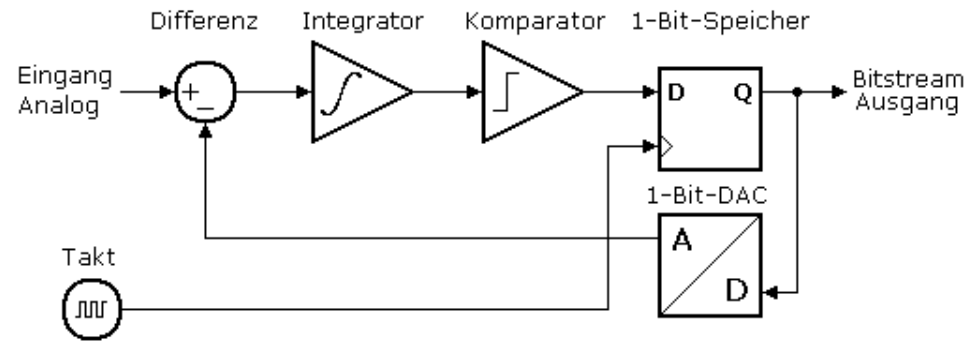 Differenz
Integrator
Komparator
1-Bit-Speicher
Eingang
Analog
+
−
D
Q
Bitstream
Ausgang
1-Bit-DAC
A
D
Takt